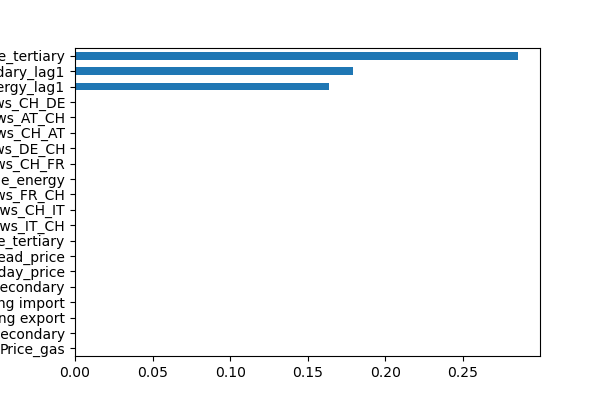 e_tertiary
dary_lag1
ergy_lag1
ws_CH_DE
ws_AT_CH
ws_CH_AT
ws_DE_CH
ws_CH_FR
e_energy
ws_FR_CH
ws_CH_IT
ws_IT_CH
e_tertiary
ead_price
day_price
econdary
ng import
ng export
econdary
Price_gas
0.00 0.05 0.10 0.15 0.20 0.25